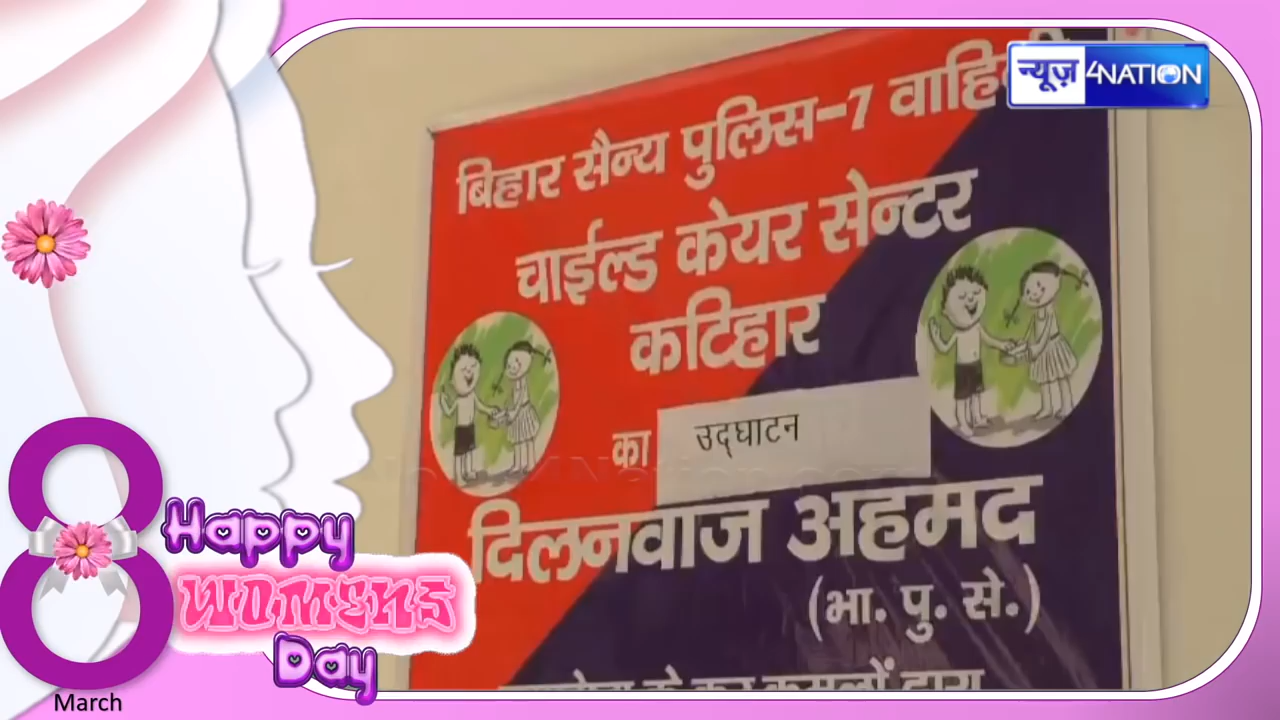 न्यूज़ 4NATION
बिहार सैन्य पुलिस-7
चाईल्ड केयर सेन्टर
कटिहार
का उद्घाटन
दिलनवाज अहमद
(भा. पु. से.)
8
Happy
WOMENS
Day
March